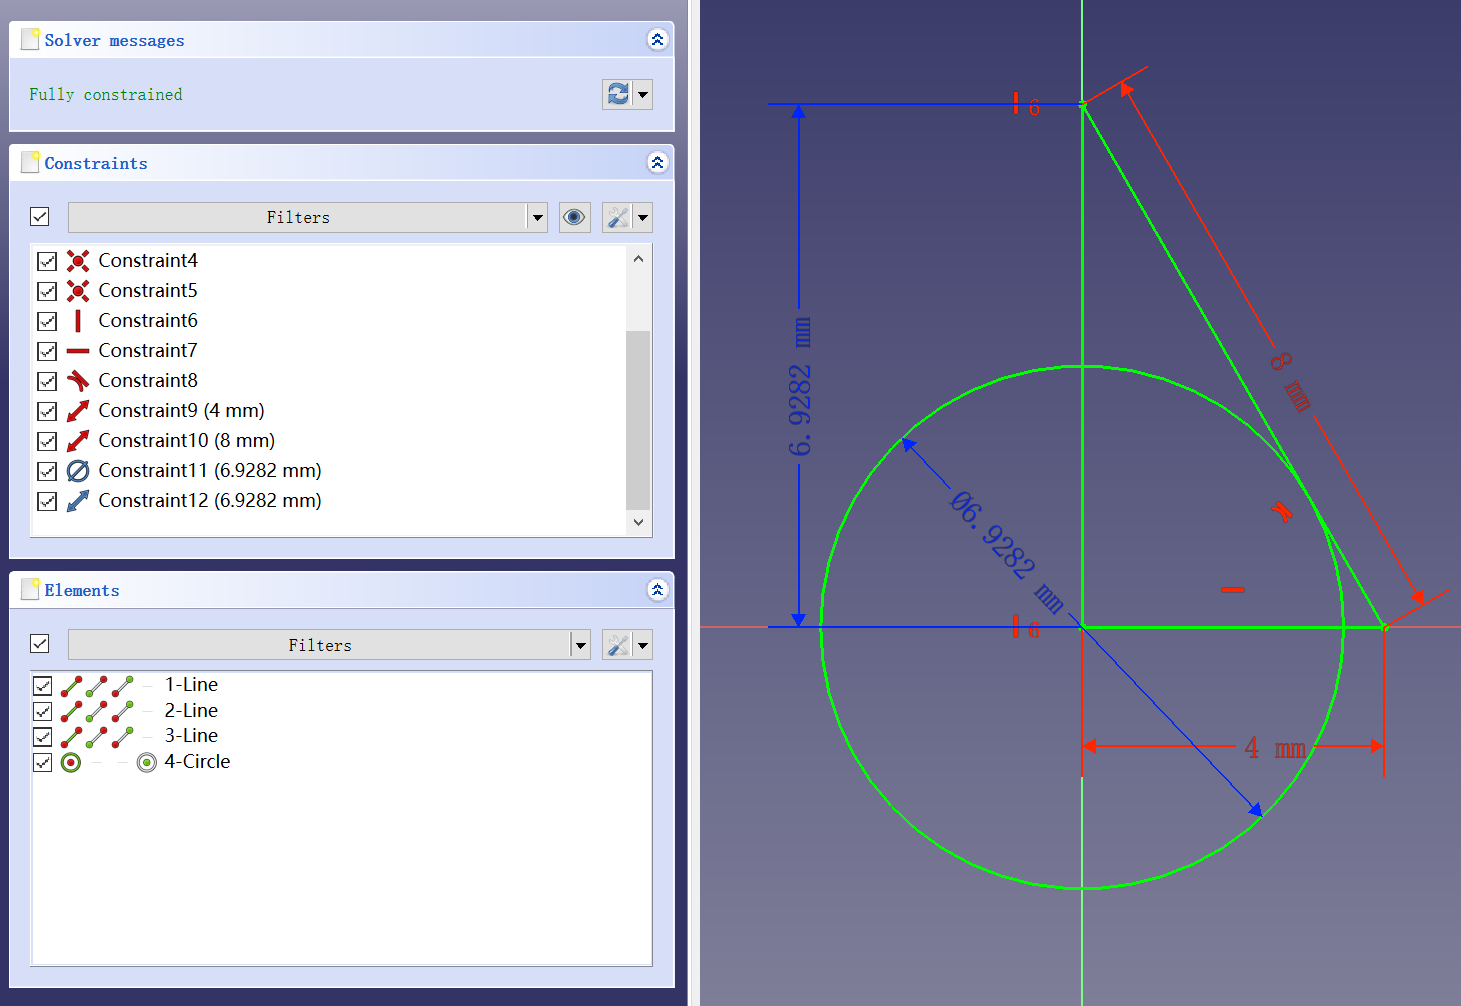 Solver messages
Fully constrained
Constraints
Filters
Constraint4
Constraint5
Constraint6
Constraint7
Constraint8
Constraint9 (4 mm)
Constraint10 (8 mm)
Constraint11 (6.9282 mm)
Constraint12 (6.9282 mm)
Elements
Filters
1-Line
2-Line
3-Line
4-Circle
6
8 mm
6.9282 mm
Ø6.9282 mm
6
4 mm